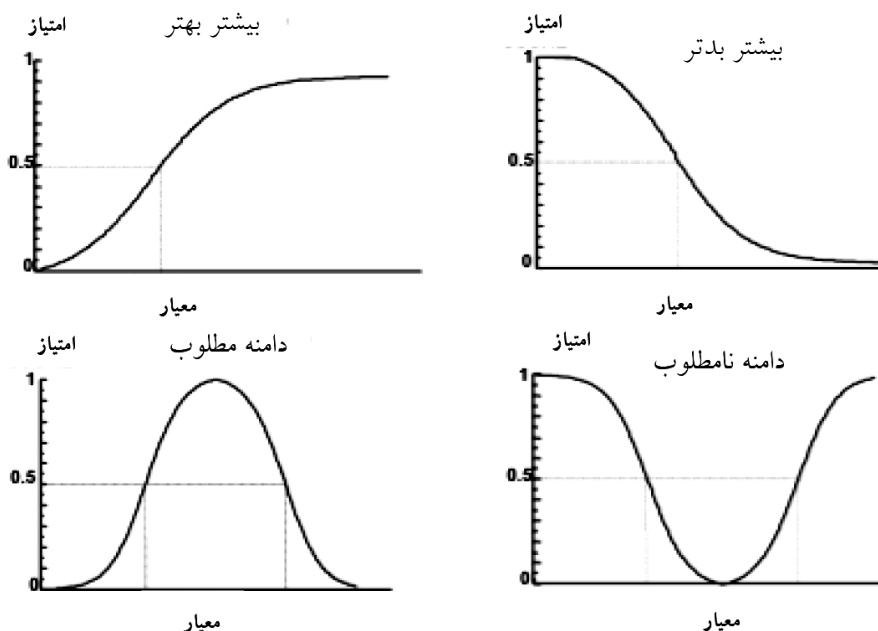 امتیاز
بیشتر بهتر
1
0.5
0
معیار
امتیاز
بیشتر بدتر
1
0.5
0
معیار
امتیاز
دامنه مطلوب
1
0.5
0
معیار
امتیاز
دامنه نامطلوب
1
0.5
0
معیار